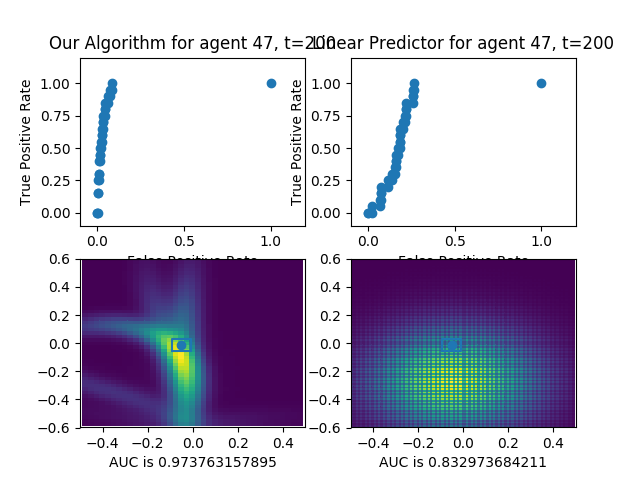 Our Algorithm for agent 47, t=200
Linear Predictor for agent 47, t=200
True Positive Rate
1.00
0.75
0.50
0.25
0.00
0.0 0.5 1.0
False Positive Rate
True Positive Rate
1.00
0.75
0.50
0.25
0.00
0.0 0.5 1.0
False Positive Rate
0.6
0.4
0.2
0.0
−0.2
−0.4
−0.6
−0.4 −0.2 0.0 0.2 0.4
AUC is 0.973763157895
0.6
0.4
0.2
0.0
−0.2
−0.4
−0.6
−0.4 −0.2 0.0 0.2 0.4
AUC is 0.832973684211